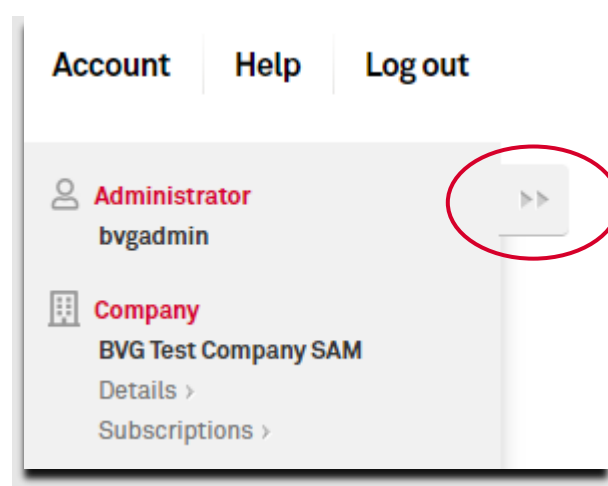 Account Help Log out
Administrator
bvgadmin
Company
BVG Test Company SAM
Details ›
Subscriptions ›